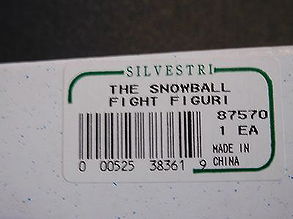 SILVESTRI
THE SNOWBALL
FIGHT FIGURI
87570
1 EA
MADE IN
CHINA
0 00525 38361 9